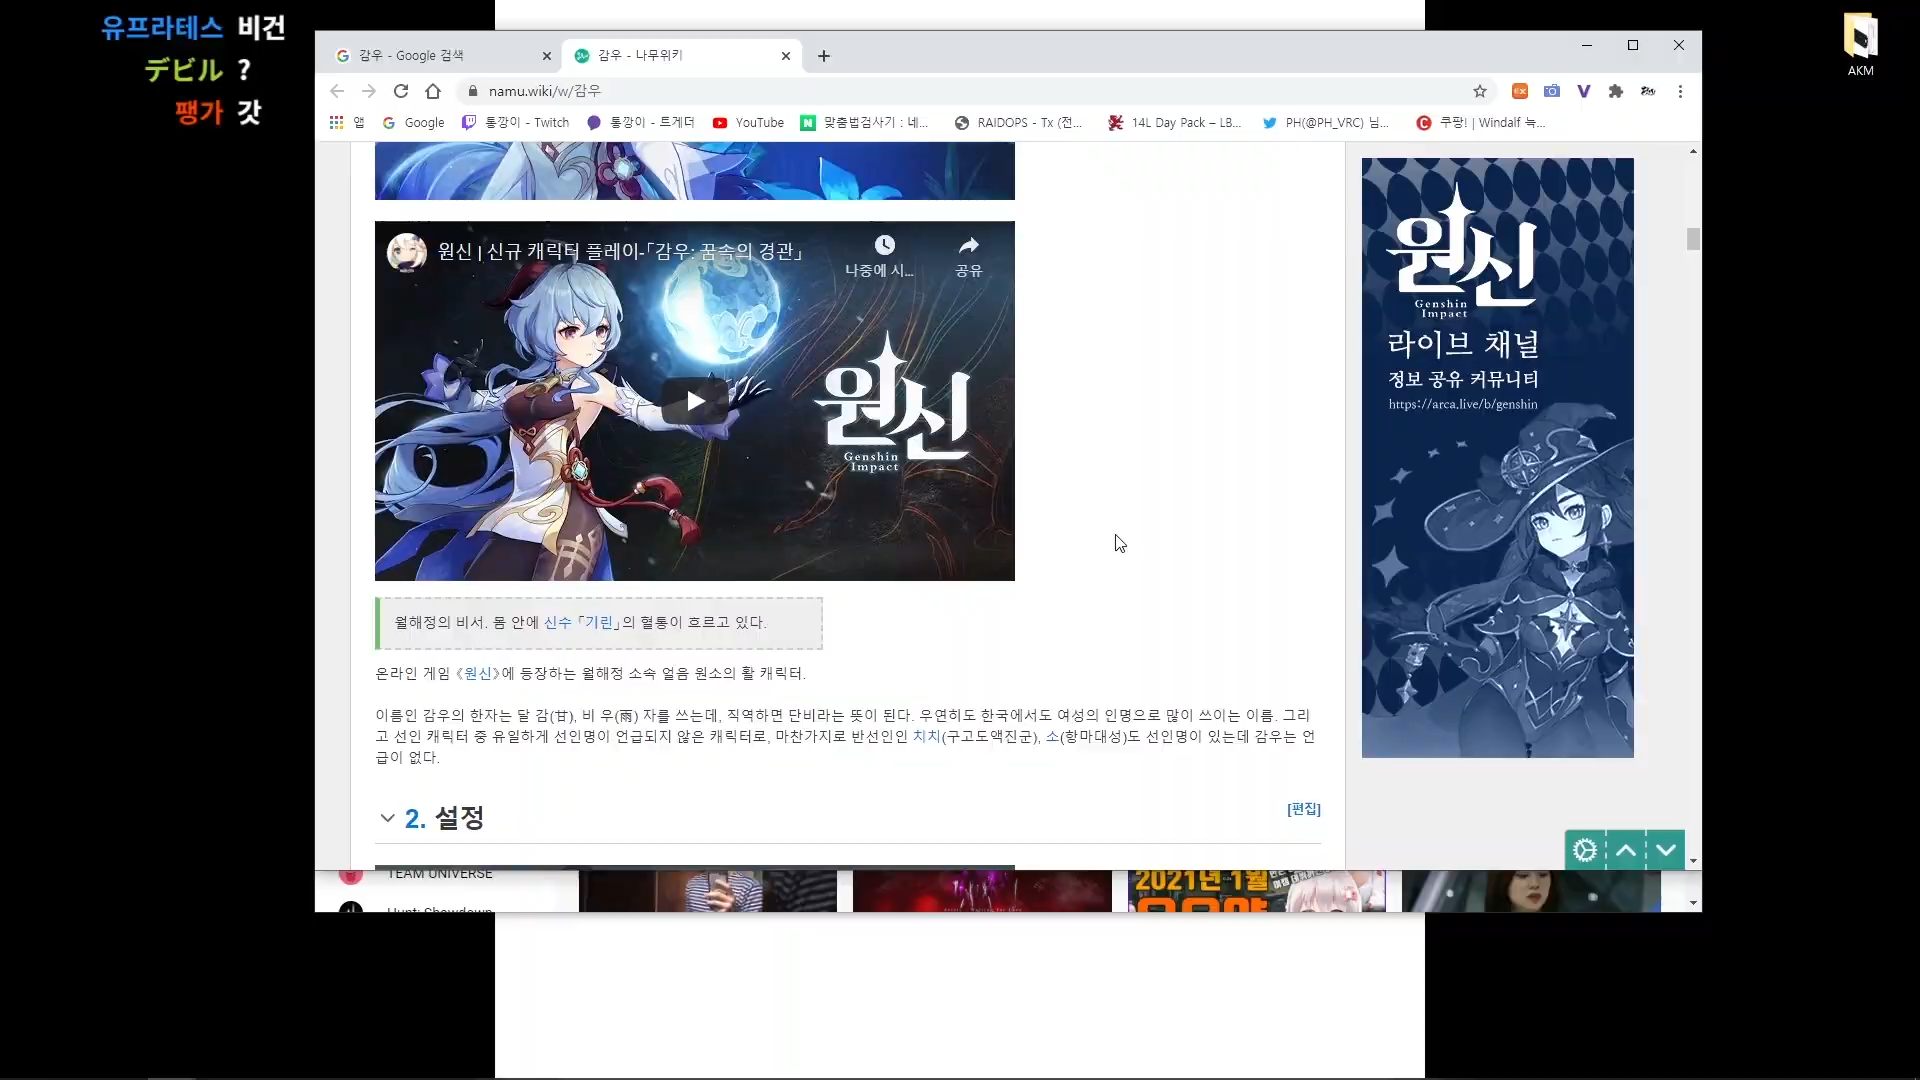 유프라테스 비건
デビル ?
팽가 갓
AKM
감우 - Google 검색
감우 - 나무위키
namu.wiki/w/감우
앱
Google
통깡이 - Twitch
통깡이 - 트게더
YouTube
맞춤법검사기 : 네...
RAIDOPS - Tx (전...
14L Day Pack – LB...
PH(@PH_VRC) 님...
쿠팡! | Windalf 녹...
원신 | 신규 캐릭터 플레이-「감우: 꿈속의 경관」
나중에 시...
공유
원신
Genshin
Impact
월해정의 비서. 몸 안에 신수 「기린」의 혈통이 흐르고 있다.
온라인 게임 《원신》에 등장하는 월해정 소속 얼음 원소의 활 캐릭터.
이름인 감우의 한자는 달 감(甘), 비 우(雨) 자를 쓰는데, 직역하면 단비라는 뜻이 된다. 우연히도 한국에서도 여성의 인명으로 많이 쓰이는 이름. 그리
고 선인 캐릭터 중 유일하게 선인명이 언급되지 않은 캐릭터로, 마찬가지로 반선인인 치치(구고도액진군), 소(항마대성)도 선인명이 있는데 감우는 언
급이 없다.
2. 설정
[편집]
원신
Genshin
Impact
라이브 채널
정보 공유 커뮤니티
https://arca.live/b/genshin
TEAM UNIVERSE
Hunt: Showdown
2021년 1월